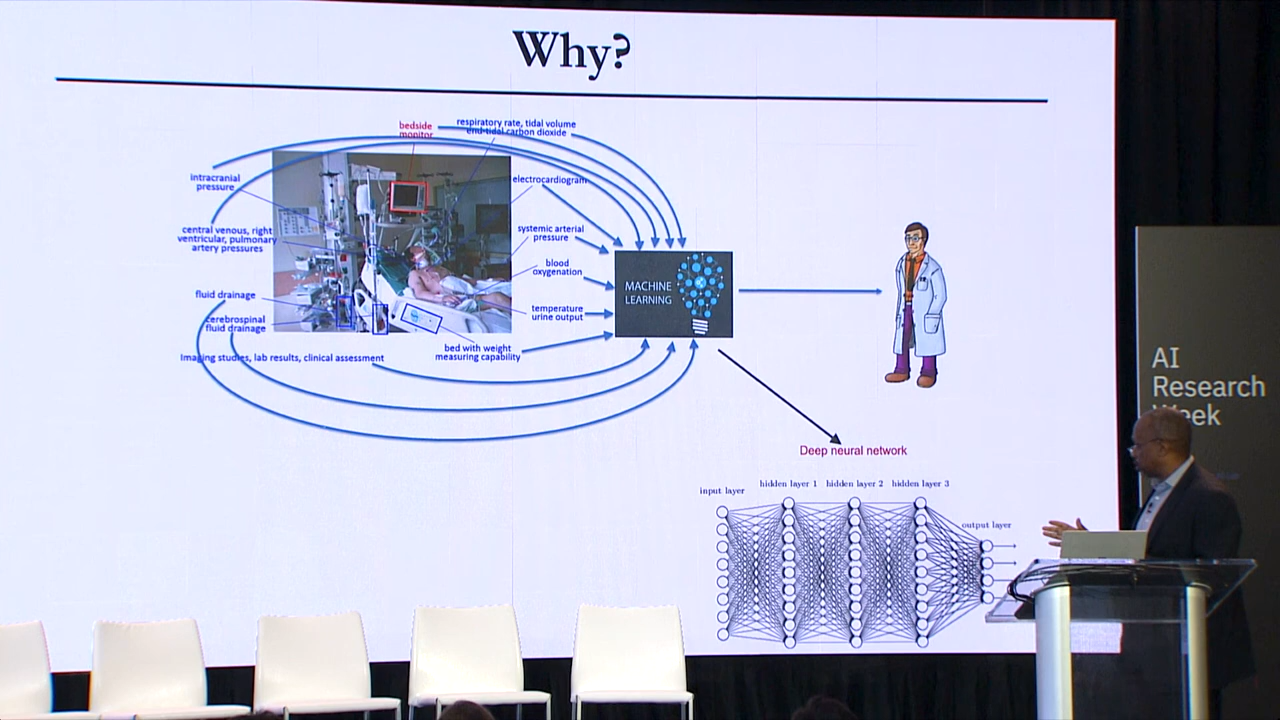 Why?
bedside
monitor
respiratory rate, tidal volume
end-tidal carbon dioxide
intracranial
pressure
electrocardiogram
central venous, right
ventricular, pulmonary
artery pressures
systemic arterial
pressure
blood
oxygenation
fluid drainage
cerebrospinal
fluid drainage
temperature
urine output
Imaging studies, lab results, clinical assessment
bed with weight
measuring capability
MACHINE
LEARNING
Deep neural network
input layer
hidden layer 1
hidden layer 2
hidden layer 3
output layer
AI
Research
Week